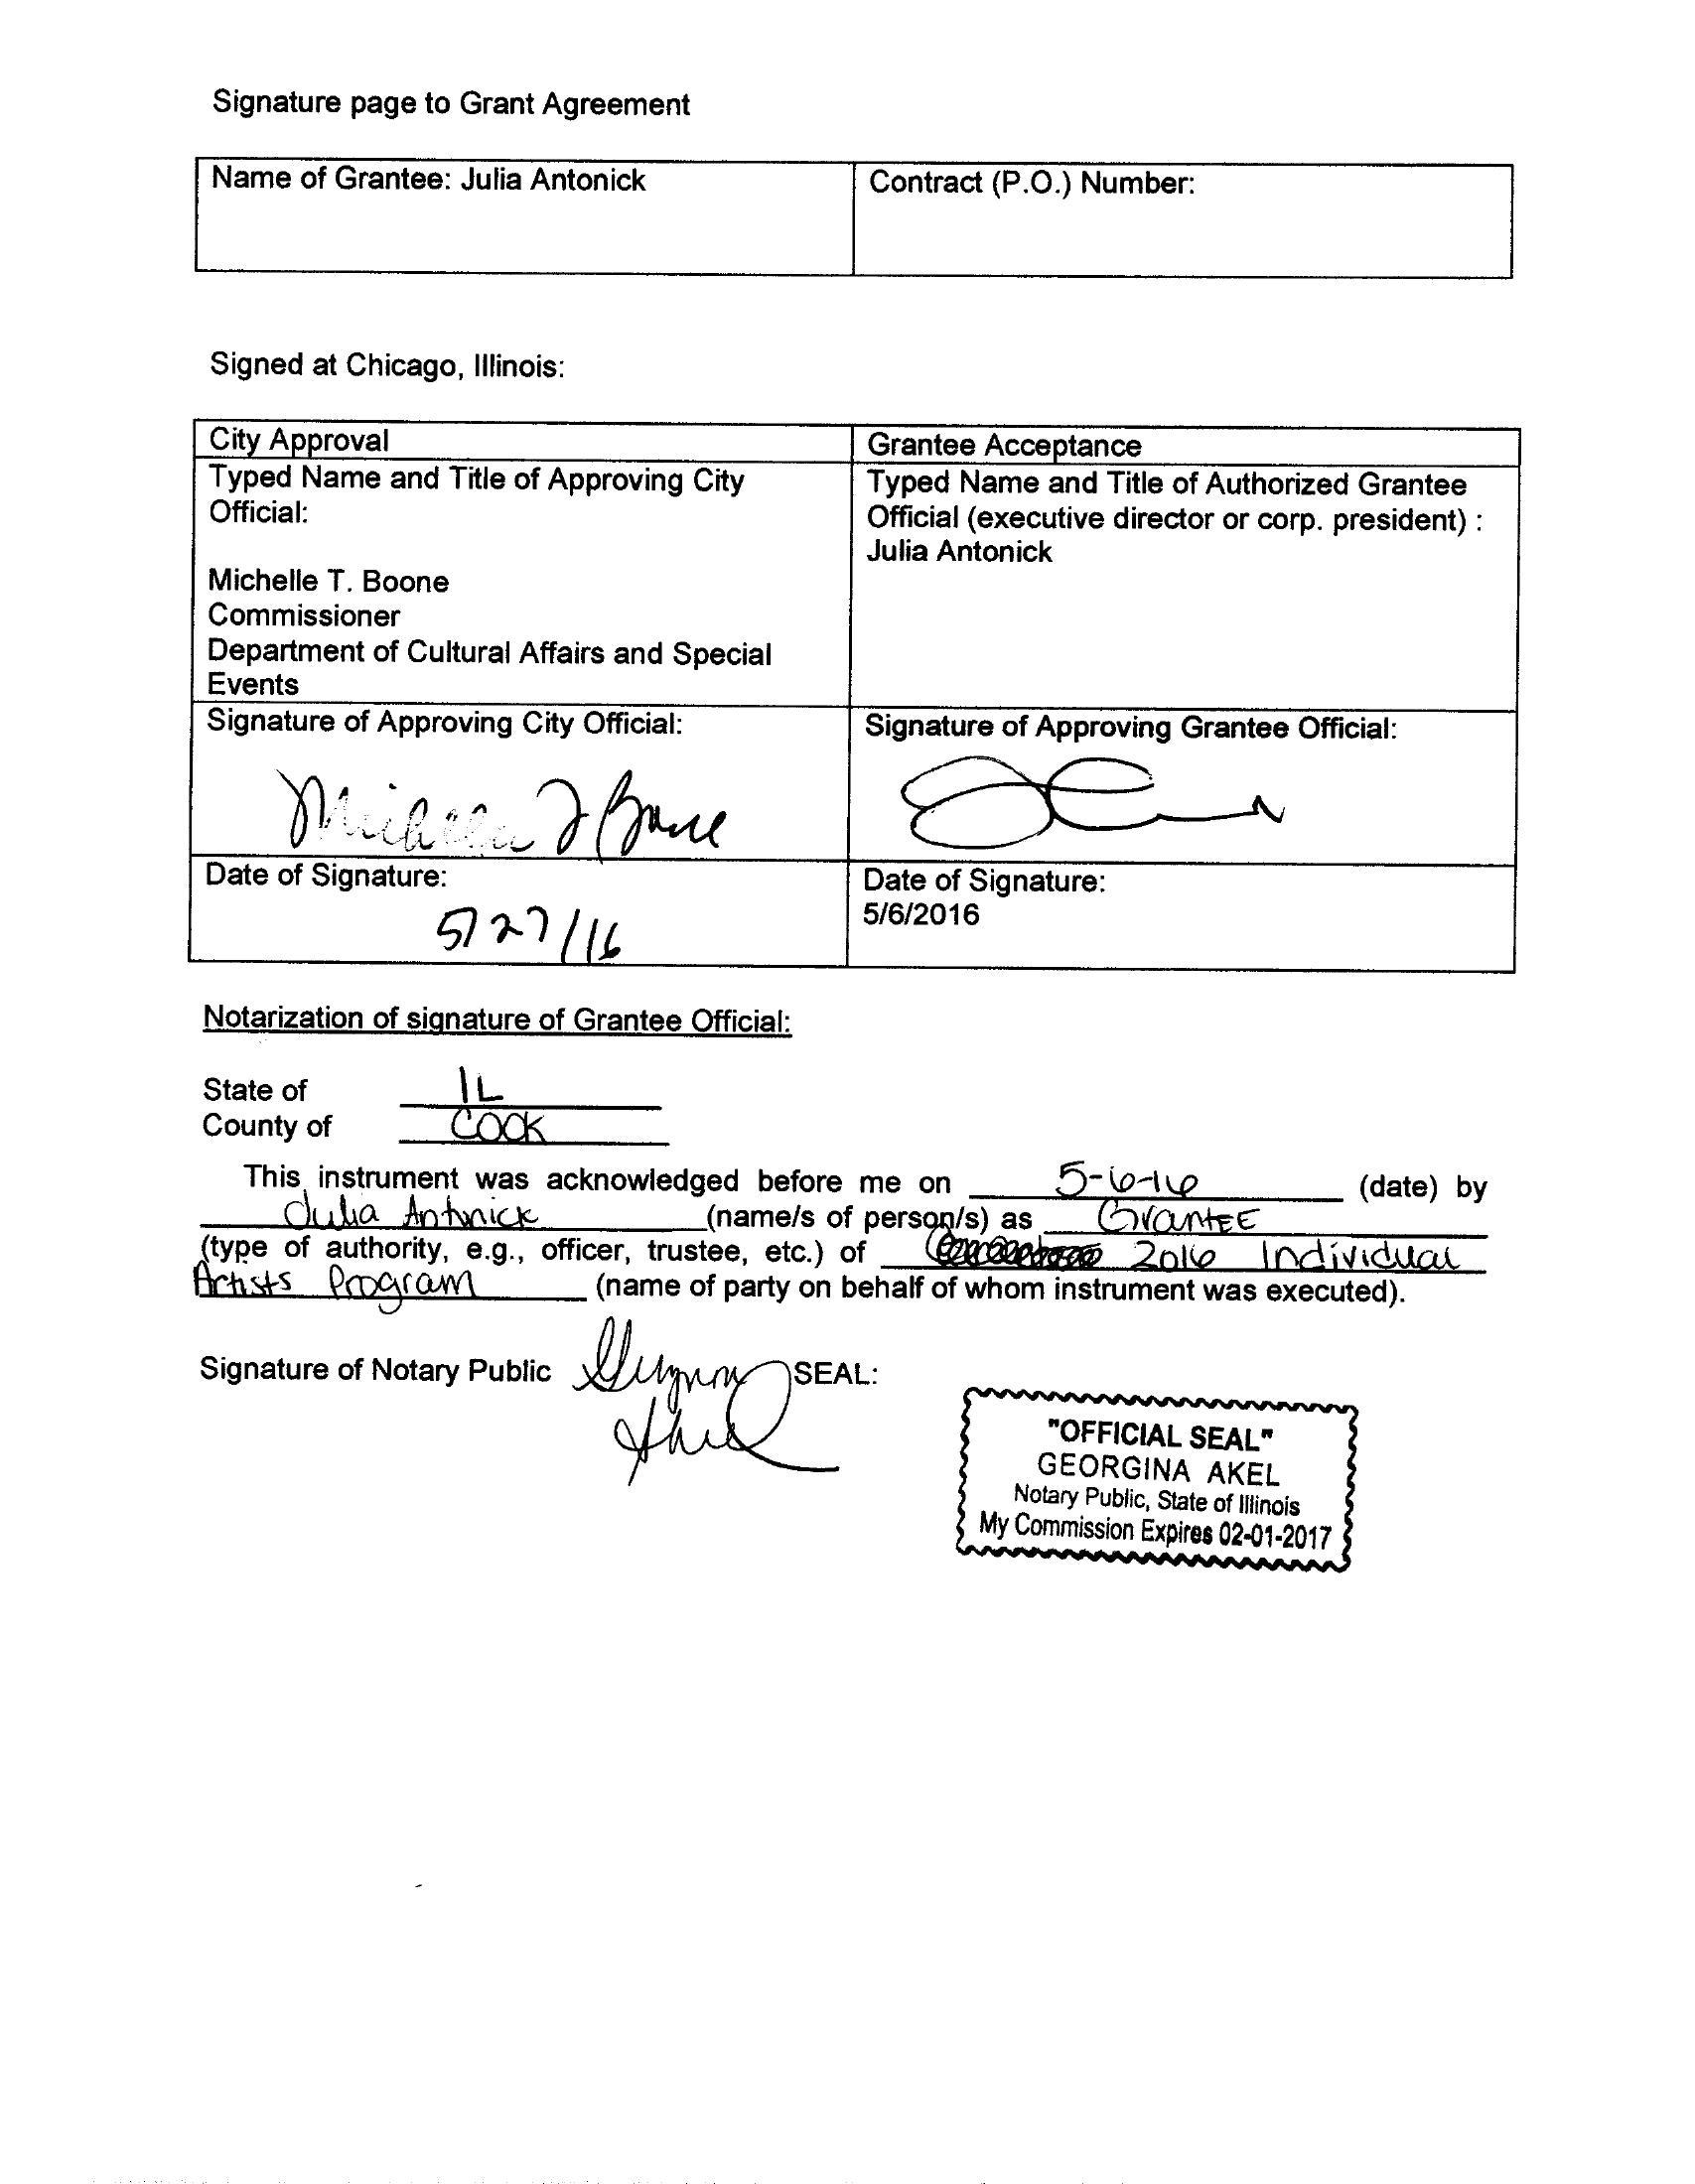 Signature page to Grant Agreement
Name of Grantee: Julia Antonick
Contract (P.O.) Number:
Signed at Chicago, Illinois:
City Approval
Grantee Acceptance
Typed Name and Title of Approving City
Official:
Michelle T. Boone
Commissioner
Department of Cultural Affairs and Special
Events
Typed Name and Title of Authorized Grantee
Official (executive director or corp. president) :
Julia Antonick
Signature of Approving City Official:
Michelle T Boone
Signature of Approving Grantee Official:
Date of Signature:
5/27/16
Date of Signature:
5/6/2016
Notarization of signature of Grantee Official:
State of IL
County of COOK
This instrument was acknowledged before me on 5-6-16 (date) by
Julia Antonick (name/s of person/s) as GrantEE
(type of authority, e.g., officer, trustee, etc.) of 2016 Individual
Artists Program (name of party on behalf of whom instrument was executed).
Signature of Notary Public SEAL:
"OFFICIAL SEAL"
GEORGINA AKEL
Notary Public, State of Illinois
My Commission Expires 02-01-2017